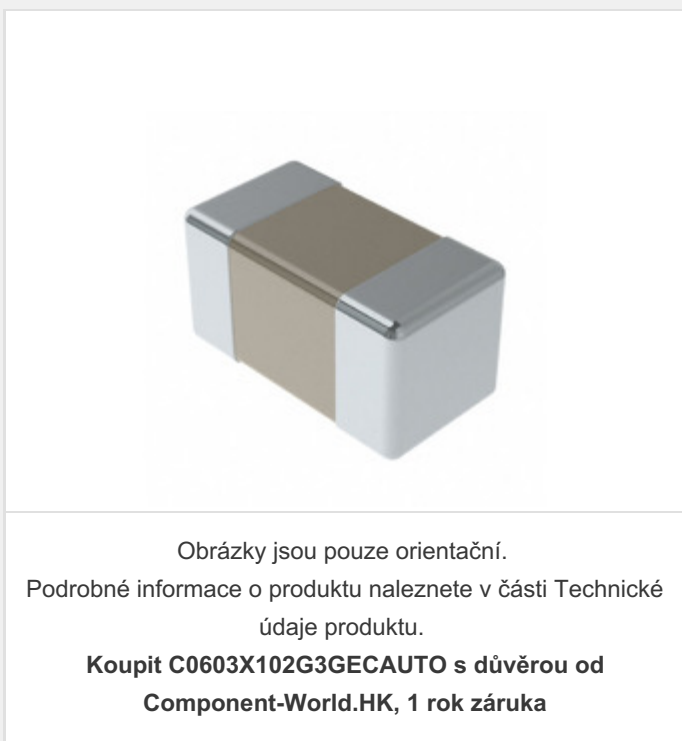 Obrázky jsou pouze orientační.
Podrobné informace o produktu naleznete v části Technické
údaje produktu.
Koupit C0603X102G3GECAUTO s důvěrou od
Component-World.HK, 1 rok záruka